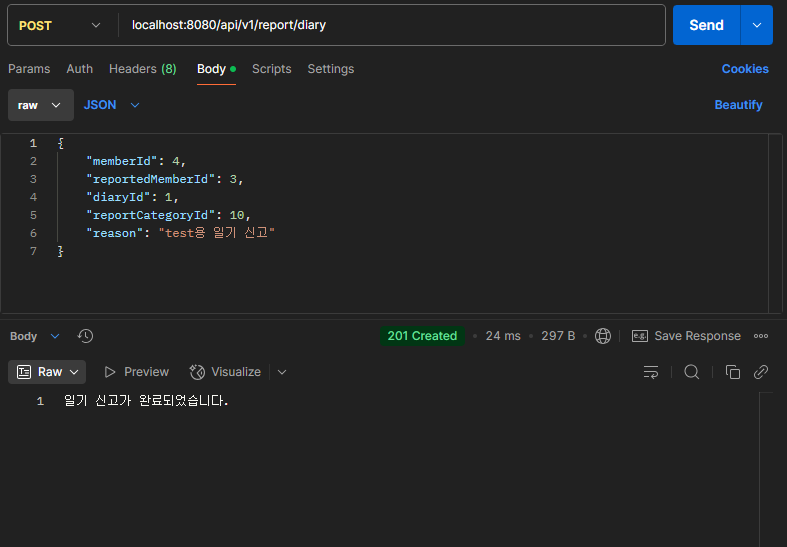 POST localhost:8080/api/v1/report/diary Send
Params Auth Headers (8) Body Scripts Settings Cookies
raw JSON Beautify
1 {
2 "memberId": 4,
3 "reportedMemberId": 3,
4 "diaryId": 1,
5 "reportCategoryId": 10,
6 "reason": "test용 일기 신고"
7 }
Body 201 Created 24 ms 297 B e.g. Save Response
Raw Preview Visualize
1 일기 신고가 완료되었습니다.